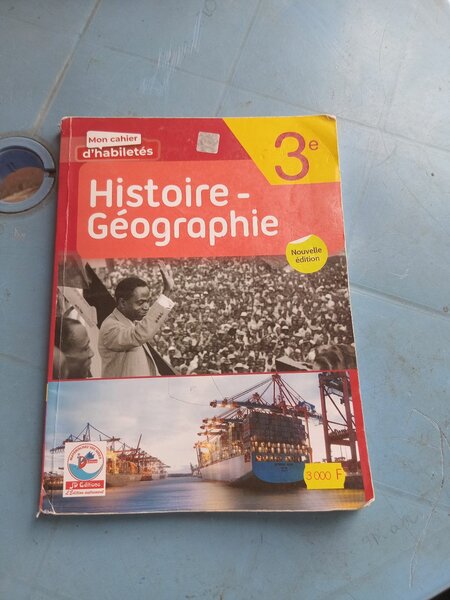 Mon cahier
d'habiletés
3e
Histoire -
Géographie
Nouvelle
édition
JD Éditions
3 000 F